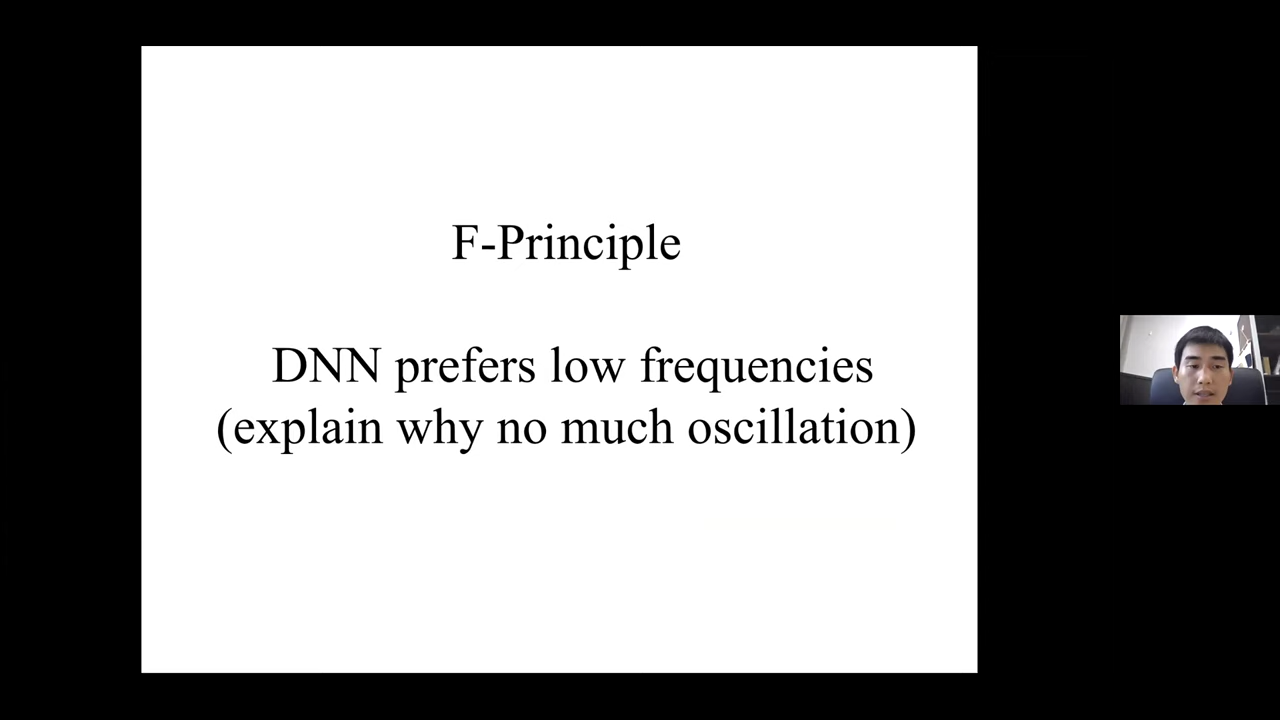 F-Principle
DNN prefers low frequencies
(explain why no much oscillation)